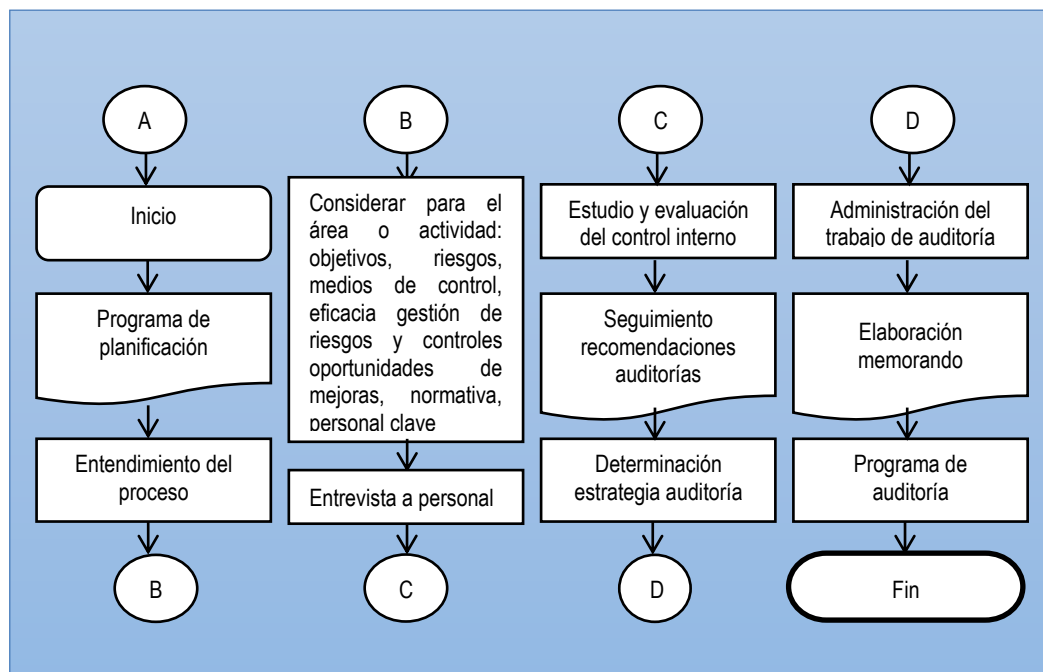 A
Inicio
Programa de
planificación
Entendimiento del
proceso
B
B
Considerar para el
área o actividad:
objetivos, riesgos,
medios de control,
eficacia gestión de
riesgos y controles
oportunidades de
mejoras, normativa,
personal clave
Entrevista a personal
C
C
Estudio y evaluación
del control interno
Seguimiento
recomendaciones
auditorías
Determinación
estrategia auditoría
D
D
Administración del
trabajo de auditoría
Elaboración
memorando
Programa de
auditoría
Fin